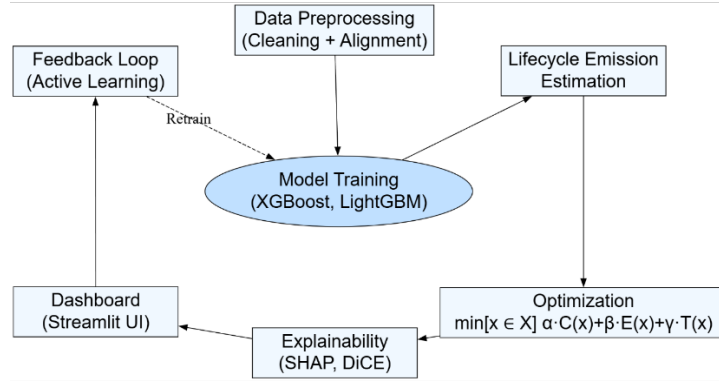 Data Preprocessing
(Cleaning + Alignment)
Feedback Loop
(Active Learning)
Lifecycle Emission
Estimation
Retrain
Model Training
(XGBoost, LightGBM)
Dashboard
(Streamlit UI)
Optimization
min[x ∈ X] α·C(x)+β·E(x)+γ·T(x)
Explainability
(SHAP, DiCE)